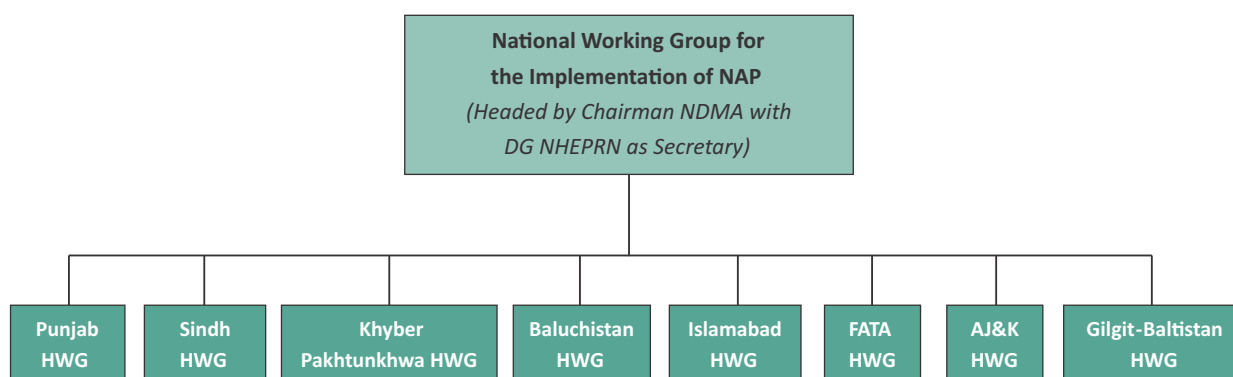 National Working Group for
the Implementation of NAP
(Headed by Chairman NDMA with
DG NHEPRN as Secretary)
Punjab
HWG
Sindh
HWG
Khyber
Pakhtunkhwa HWG
Baluchistan
HWG
Islamabad
HWG
FATA
HWG
AJ&K
HWG
Gilgit-Baltistan
HWG